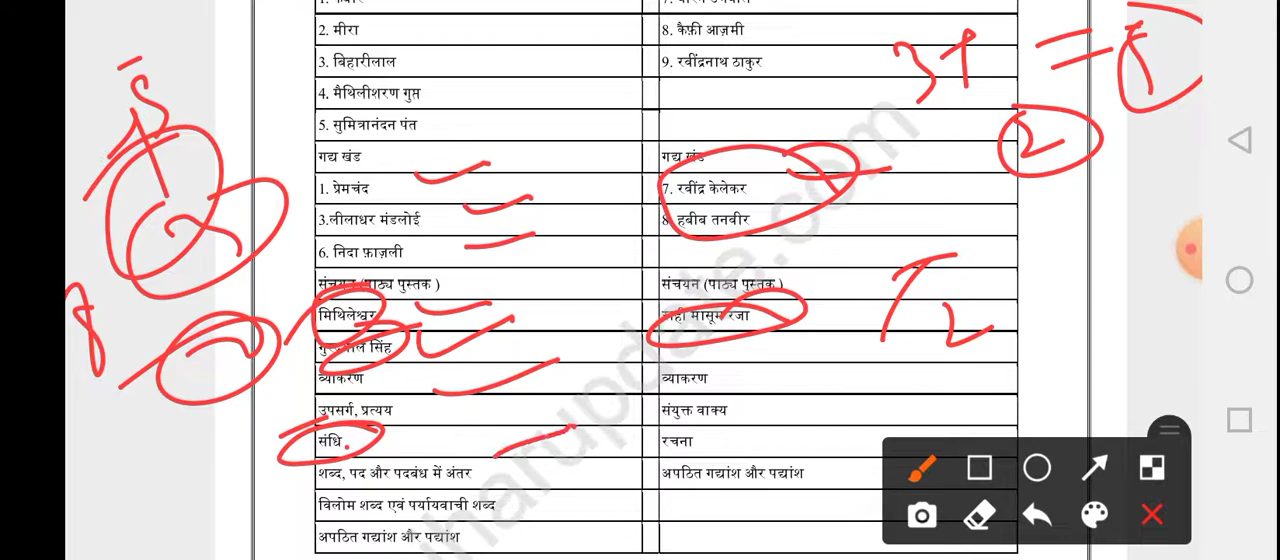 2. मीरा 8. कैफ़ी आज़मी
3. बिहारीलाल 9. रवींद्रनाथ ठाकुर
4. मैथिलीशरण गुप्त
5. सुमित्रानंदन पंत
गद्य खंड गद्य खंड
1. प्रेमचंद 7. रवींद्र केलेकर
3.लीलाधर मंडलोई 8. हबीब तनवीर
6. निदा फ़ाज़ली
संचयन (पाठ्य पुस्तक ) संचयन (पाठ्य पुस्तक )
मिथिलेश्वर राही मासूम रजा
सिंह
व्याकरण व्याकरण
उपसर्ग, प्रत्यय संयुक्त वाक्य
संधि रचना
शब्द, पद और पदबंध में अंतर अपठित गद्यांश और पद्यांश
विलोम शब्द एवं पर्यायवाची शब्द
अपठित गद्यांश और पद्यांश